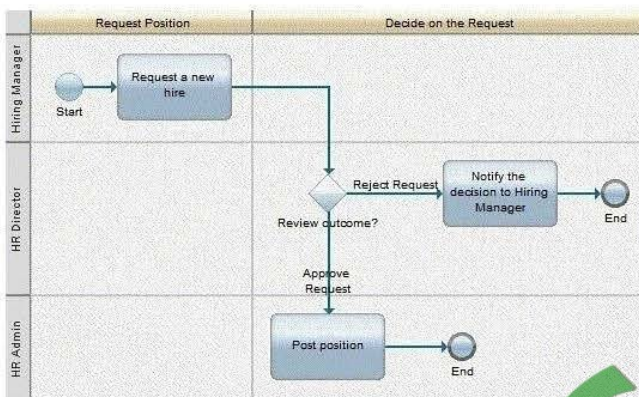 Request Position
Decide on the Request
Hiring Manager
Start
Request a new
hire
HR Director
Review outcome?
Reject Request
Notify the
decision to Hiring
Manager
End
Approve
Request
HR Admin
Post position
End